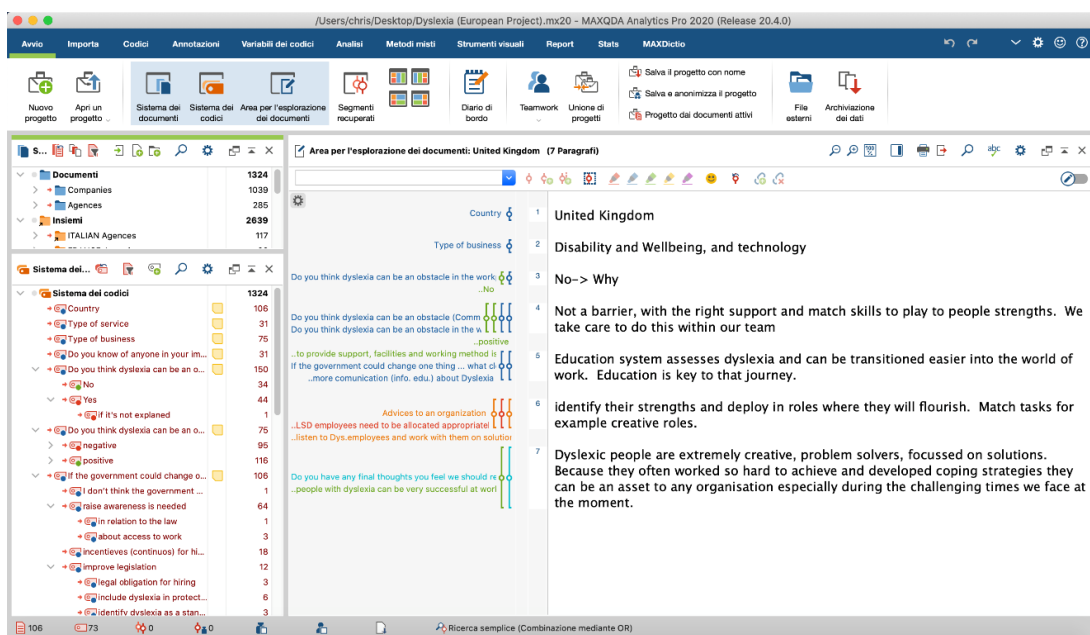 /Users/chris/Desktop/Dyslexia (European Project).mx20 - MAXQDA Analytics Pro 2020 (Release 20.4.0)
Avvio Importa Codici Annotazioni Variabili dei codici Analisi Metodi misti Strumenti visuali Report Stats MAXDictio
Nuovo progetto
Apri un progetto
Sistema dei documenti
Sistema dei codici
Area per l'esplorazione dei documenti
Segmenti recuperati
Diario di bordo
Teamwork
Unione di progetti
Salva il progetto con nome
Salva e anonimizza il progetto
Progetto dai documenti attivi
File esterni
Archiviazione dei dati
S...
Documenti 1324
Companies 1039
Agences 285
Insiemi 2639
ITALIAN Agences 117
Sistema dei...
Sistema dei codici 1324
Country 106
Type of service 31
Type of business 75
Do you know of anyone in your im... 31
Do you think dyslexia can be an o... 150
No 34
Yes 44
if it's not explaned 1
Do you think dyslexia can be an o... 75
negative 95
positive 116
If the government could change o... 106
I don't think the government ... 1
raise awareness is needed 64
in relation to the law 1
about access to work 3
incentieves (continuos) for hi... 18
improve legislation 12
legal obligation for hiring 3
include dyslexia in protect... 6
identify dyslexia as a stan... 3
Area per l'esplorazione dei documenti: United Kingdom (7 Paragrafi)
100 %
abc
Country
1 United Kingdom
Type of business
2 Disability and Wellbeing, and technology
Do you think dyslexia can be an obstacle in the work
..No
3 No-> Why
Do you think dyslexia can be an obstacle (Comm
Do you think dyslexia can be an obstacle in the w
..positive
4 Not a barrier, with the right support and match skills to play to people strengths. We
take care to do this within our team
..to provide support, facilities and working method is
If the government could change one thing ... what cl
..more comunication (info. edu.) about Dyslexia
5 Education system assesses dyslexia and can be transitioned easier into the world of
work. Education is key to that journey.
Advices to an organization
..LSD employees need to be allocated appropriatel
..listen to Dys.employees and work with them on solution
6 identify their strengths and deploy in roles where they will flourish. Match tasks for
example creative roles.
Do you have any final thoughts you feel we should re
..people with dyslexia can be very successful at worl
7 Dyslexic people are extremely creative, problem solvers, focussed on solutions.
Because they often worked so hard to achieve and developed coping strategies they
can be an asset to any organisation especially during the challenging times we face at
the moment.
106 73 0 0 Ricerca semplice (Combinazione mediante OR)